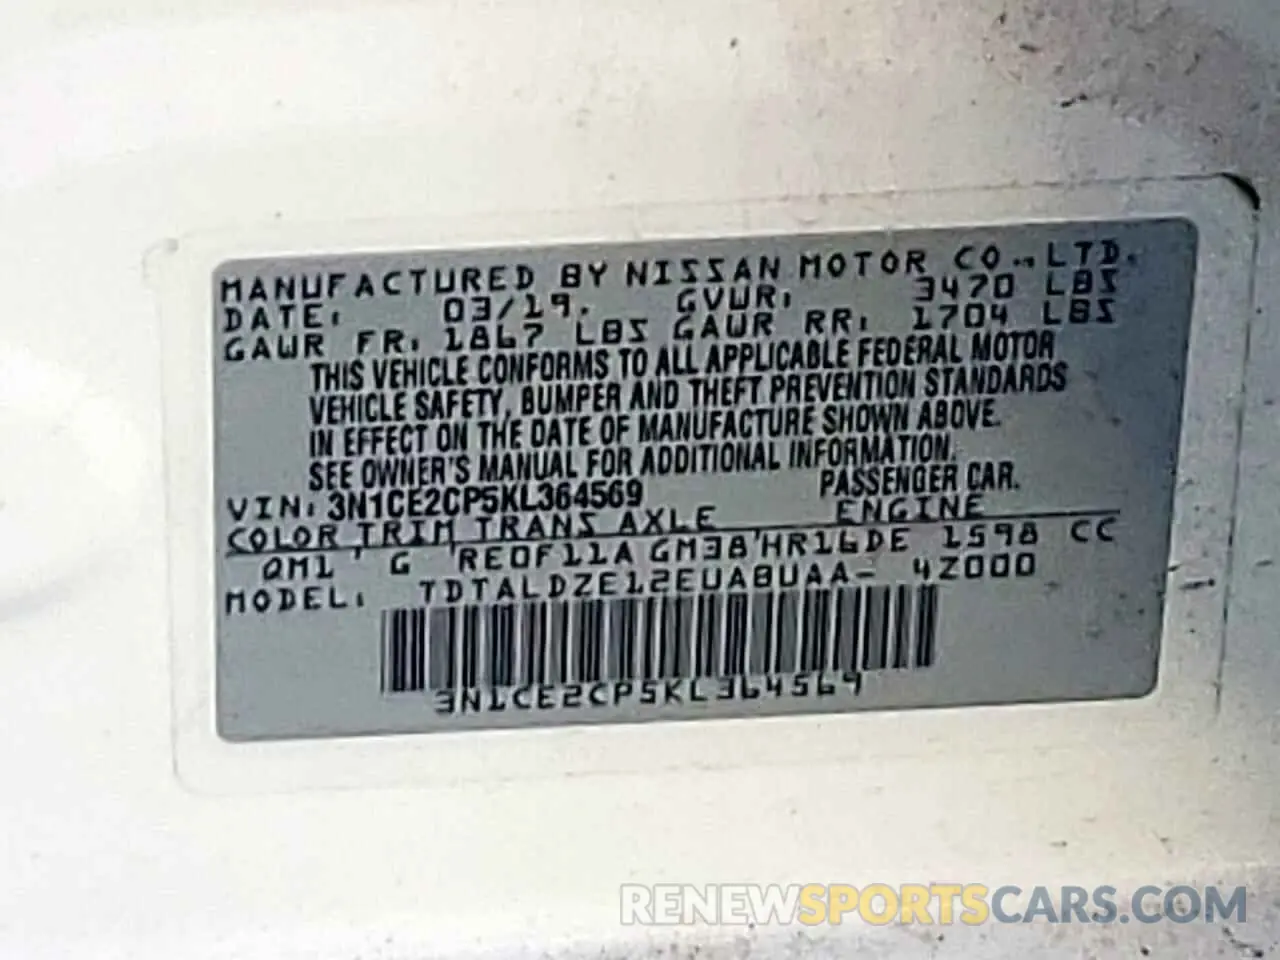 MANUFACTURED BY NISSAN MOTOR CO., LTD.
DATE: 03/19. GVWR: 3470 LBS
GAWR FR: 1867 LBS GAWR RR: 1704 LBS
THIS VEHICLE CONFORMS TO ALL APPLICABLE FEDERAL MOTOR
VEHICLE SAFETY, BUMPER AND THEFT PREVENTION STANDARDS
IN EFFECT ON THE DATE OF MANUFACTURE SHOWN ABOVE.
SEE OWNER'S MANUAL FOR ADDITIONAL INFORMATION.
VIN: 3N1CE2CP5KL364569 PASSENGER CAR.
COLOR TRIM TRANS AXLE ENGINE
QM1 G RE0F11A GM38 HR16DE 1598 CC
MODEL: TDTALDZE12EUA8UAA- 4Z000
3N1CE2CP5KL364569
RENEWSPORTSCARS.COM